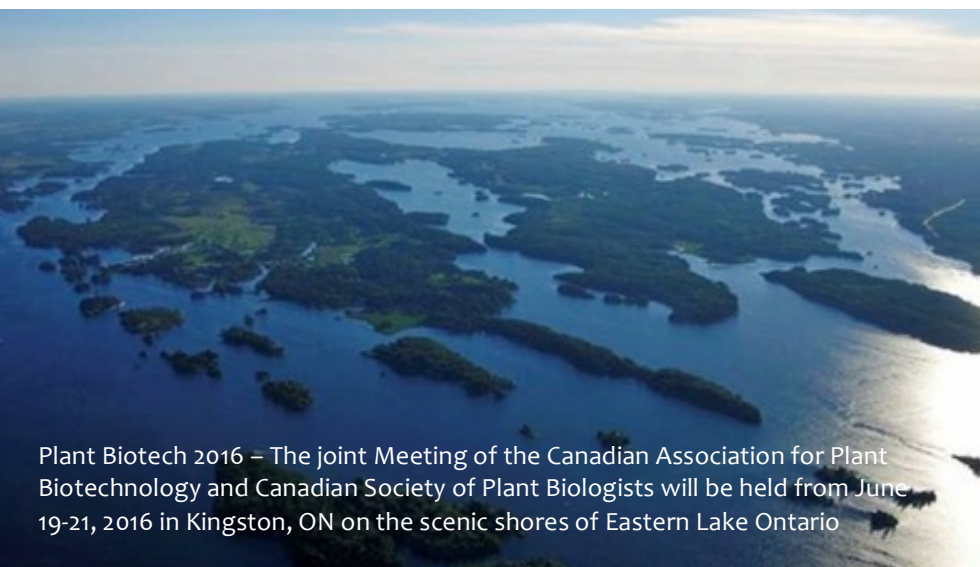 Plant Biotech 2016 – The joint Meeting of the Canadian Association for Plant
Biotechnology and Canadian Society of Plant Biologists will be held from June
19-21, 2016 in Kingston, ON on the scenic shores of Eastern Lake Ontario